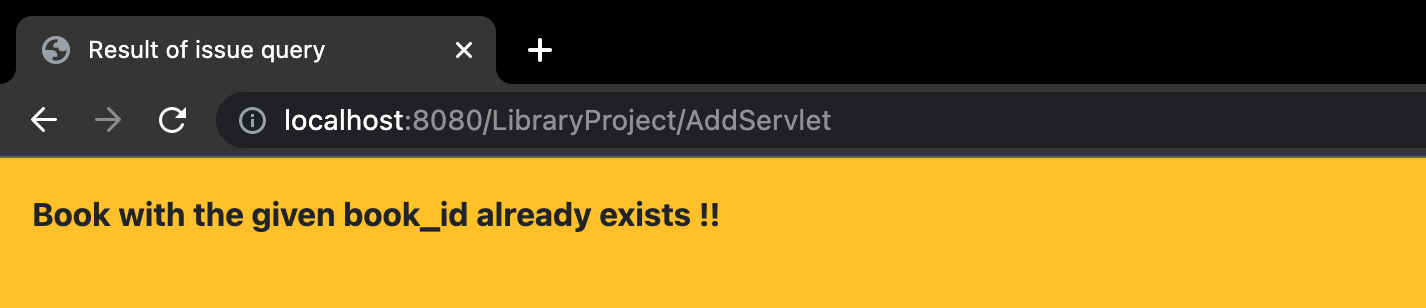 Result of issue query
localhost:8080/LibraryProject/AddServlet
Book with the given book_id already exists !!